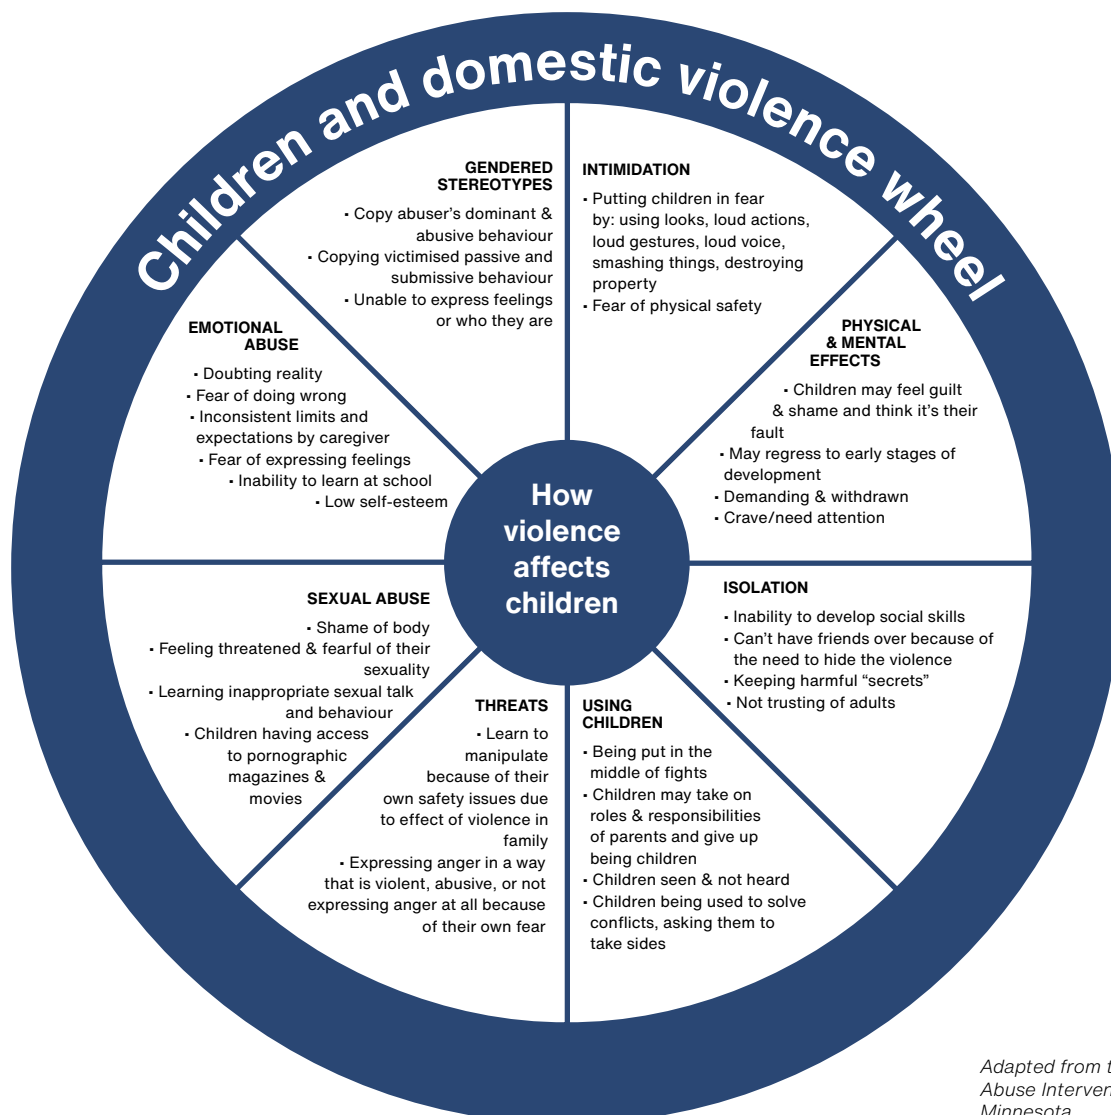 Children and domestic violence wheel
GENDERED
STEREOTYPES
▪ Copy abuser’s dominant &
abusive behaviour
▪ Copying victimised passive and
submissive behaviour
▪ Unable to express feelings
or who they are
INTIMIDATION
▪ Putting children in fear
by: using looks, loud actions,
loud gestures, loud voice,
smashing things, destroying
property
▪ Fear of physical safety
PHYSICAL
& MENTAL
EFFECTS
▪ Children may feel guilt
& shame and think it’s their
fault
▪ May regress to early stages of
development
▪ Demanding & withdrawn
▪ Crave/need attention
ISOLATION
▪ Inability to develop social skills
▪ Can’t have friends over because of
the need to hide the violence
▪ Keeping harmful “secrets”
▪ Not trusting of adults
USING
CHILDREN
▪ Being put in the
middle of fights
▪ Children may take on
roles & responsibilities
of parents and give up
being children
▪ Children seen & not heard
▪ Children being used to solve
conflicts, asking them to
take sides
THREATS
▪ Learn to
manipulate
because of their
own safety issues due
to effect of violence in
family
▪ Expressing anger in a way
that is violent, abusive, or not
expressing anger at all because
of their own fear
SEXUAL ABUSE
▪ Shame of body
▪ Feeling threatened & fearful of their
sexuality
▪ Learning inappropriate sexual talk
and behaviour
▪ Children having access
to pornographic
magazines &
movies
EMOTIONAL
ABUSE
▪ Doubting reality
▪ Fear of doing wrong
▪ Inconsistent limits and
expectations by caregiver
▪ Fear of expressing feelings
▪ Inability to learn at school
▪ Low self-esteem
How
violence
affects
children
Adapted from
Abuse
Minnesota